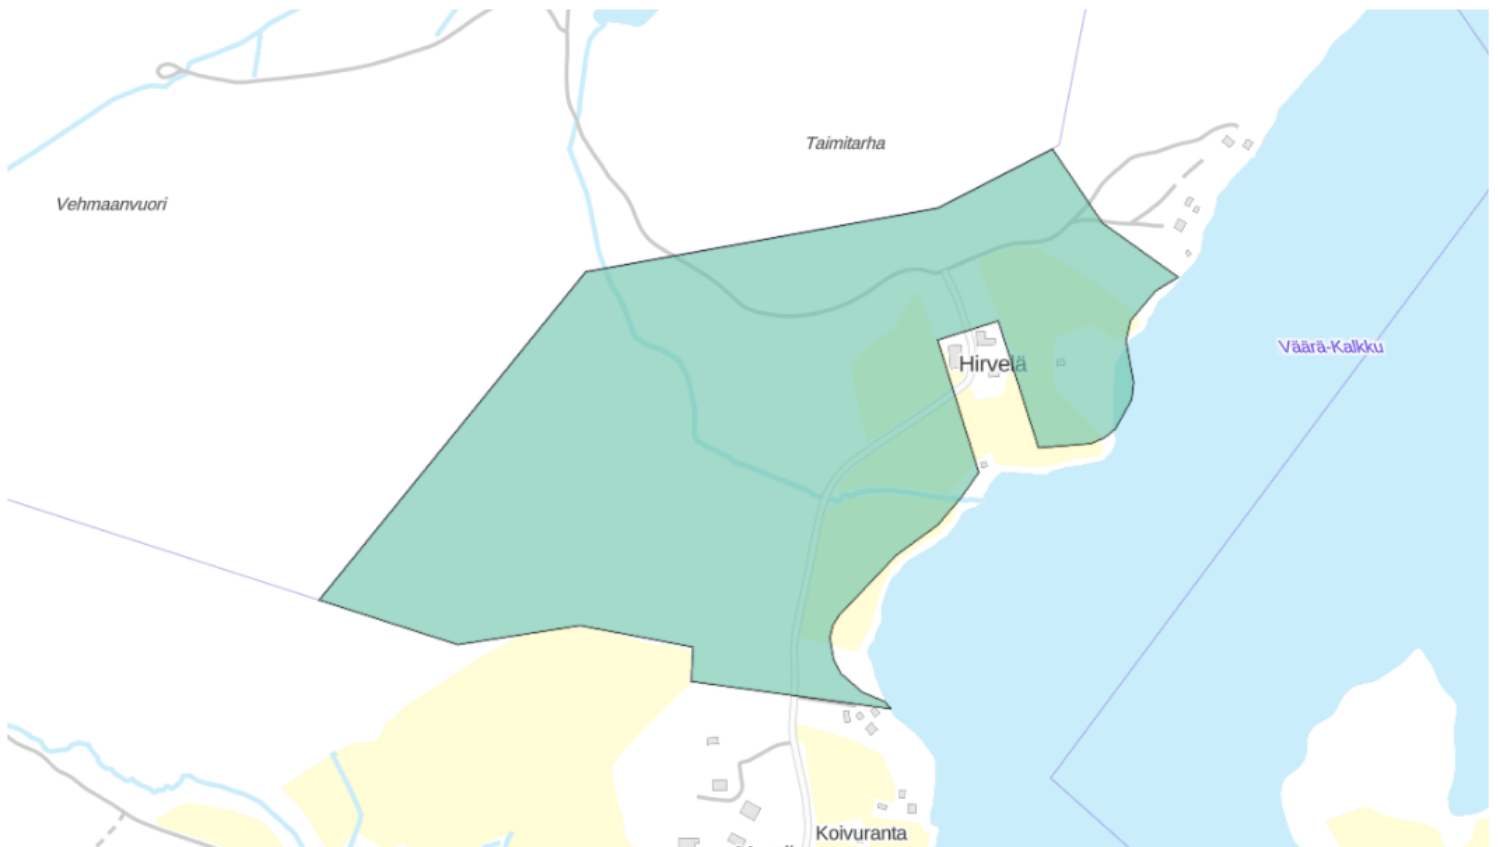 Taimitarha
Vehmaanvuori
Väärä-Kalkku
Hirvelä
Koivuranta